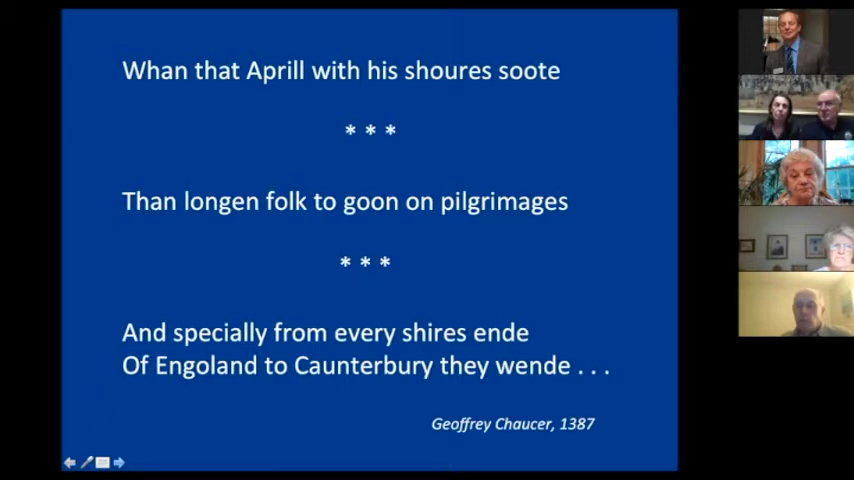 Whan that Aprill with his shoures soote
* * *
Than longen folk to goon on pilgrimages
* * *
And specially from every shires ende
Of Engoland to Caunterbury they wende . . .
Geoffrey Chaucer, 1387